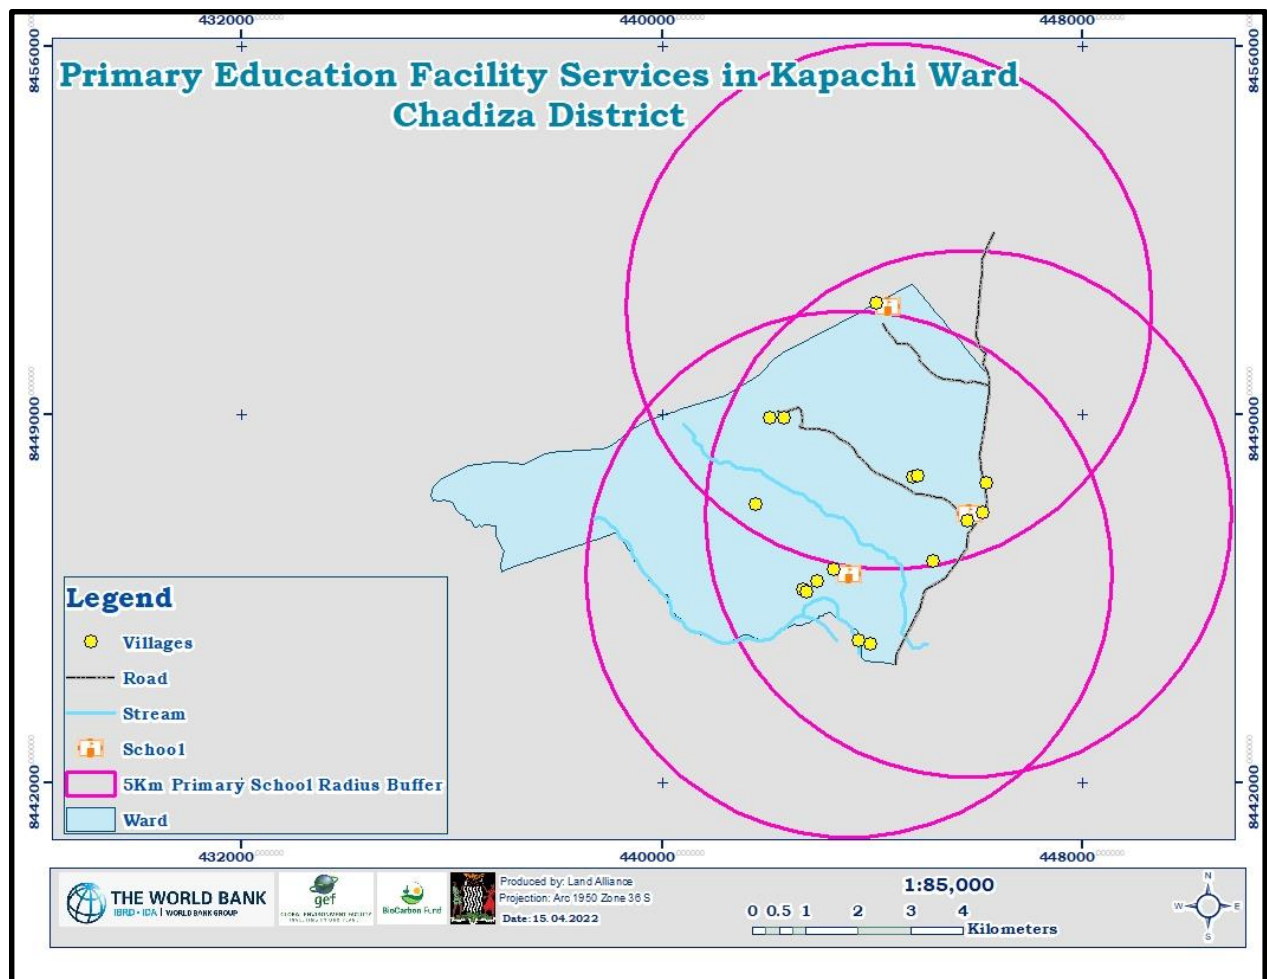 432000
440000
448000
8456000
8456000
Primary Education Facility Services in Kapachi Ward
Chadiza District
8449000
8449000
Legend
Villages
Road
Stream
School
5Km Primary School Radius Buffer
Ward
8442000
8442000
432000
440000
448000
THE WORLD BANK
IBRD • IDA | WORLD BANK GROUP
gef
GLOBAL ENVIRONMENT FACILITY
BioCarbon Fund
Produced by: Land Alliance
Projection: Arc 1950 Zone 36 S
Date: 15.04.2022
1:85,000
0 0.5 1 2 3 4
Kilometers
N
W E
S